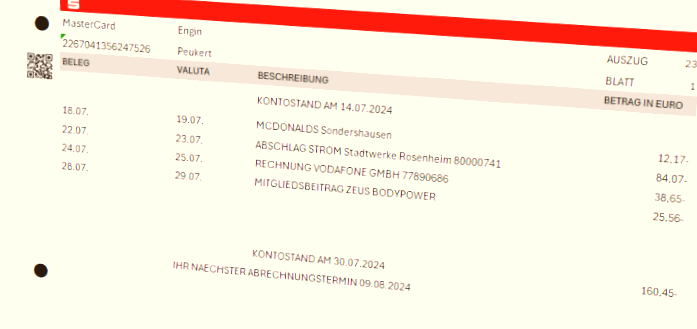 MasterCard Engin AUSZUG 23
2267041356247526 Peukert BLATT 1
BELEG VALUTA BESCHREIBUNG BETRAG IN EURO
KONTOSTAND AM 14.07.2024
18.07. 19.07. MCDONALDS Sondershausen 12,17-
22.07. 23.07. ABSCHLAG STROM Stadtwerke Rosenheim 80000741 84,07-
24.07. 25.07. RECHNUNG VODAFONE GMBH 77890686 38,65-
28.07. 29.07. MITGLIEDSBEITRAG ZEUS BODYPOWER 25,56-
KONTOSTAND AM 30.07.2024 160,45-
IHR NAECHSTER ABRECHNUNGSTERMIN 09.08.2024